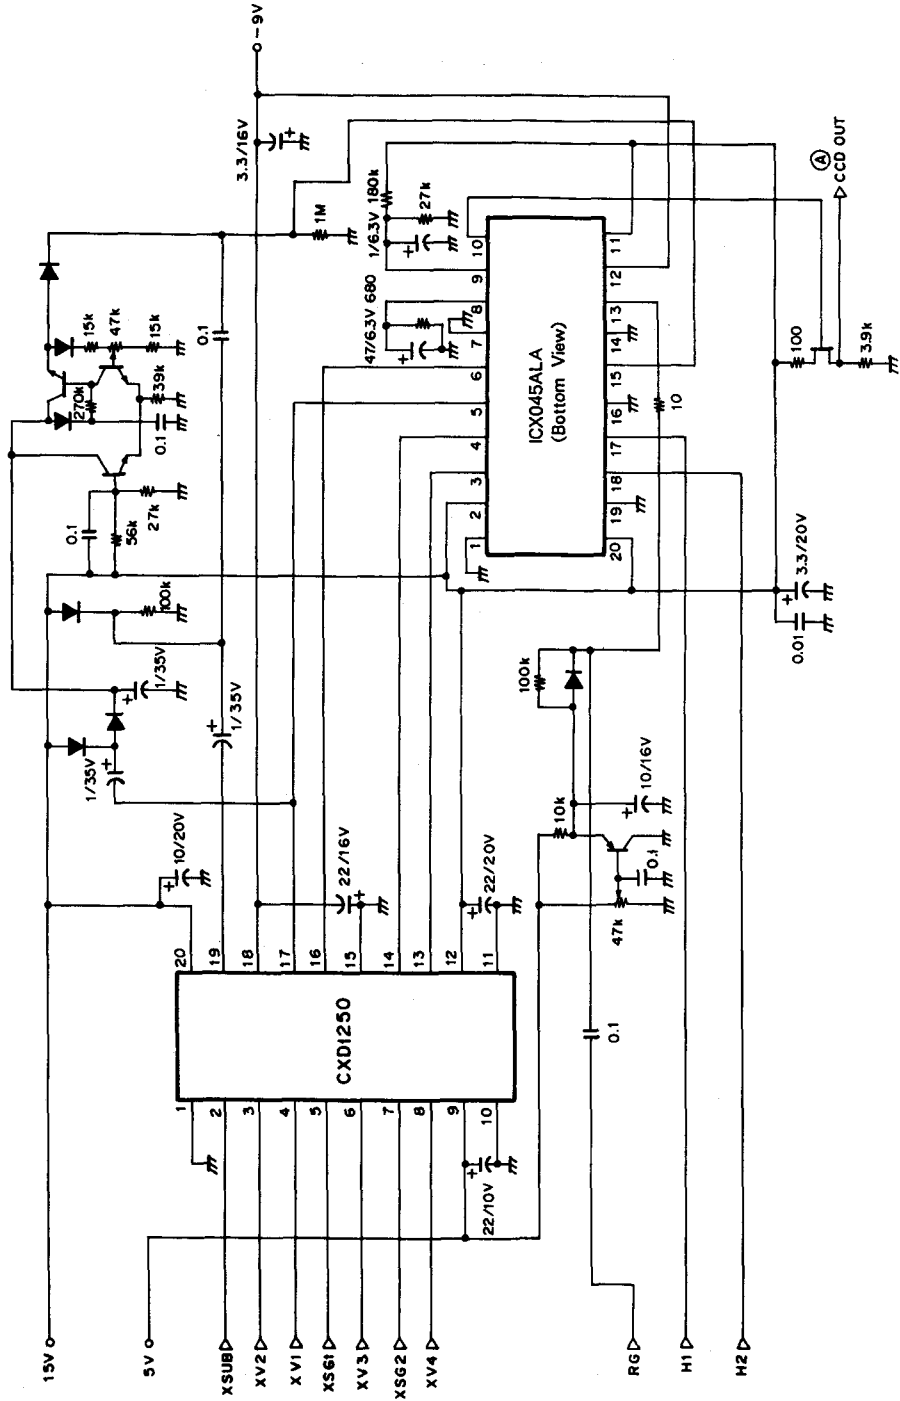 15V
5V
XSUB
XV2
XV1
XSG1
XV3
XSG2
XV4
RG
H1
H2
-9V
CXD1250
1
2
3
4
5
6
7
8
9
10
20
19
18
17
16
15
14
13
12
11
22/10V
10/20V
22/16V
22/20V
1/35V
1/35V
1/35V
100k
0.1
56k
27k
0.1
270k
39k
15k
47k
15k
0.1
1M
3.3/16V
ICX045ALA
(Bottom View)
1
2
3
4
5
6
7
8
9
10
20
19
18
17
16
15
14
13
12
11
47/6.3V 680
1/6.3V 180k
27k
10
100k
10k
10/16V
0.1
47k
0.1
0.01
3.3/20V
100
3.9k
A
CCD OUT